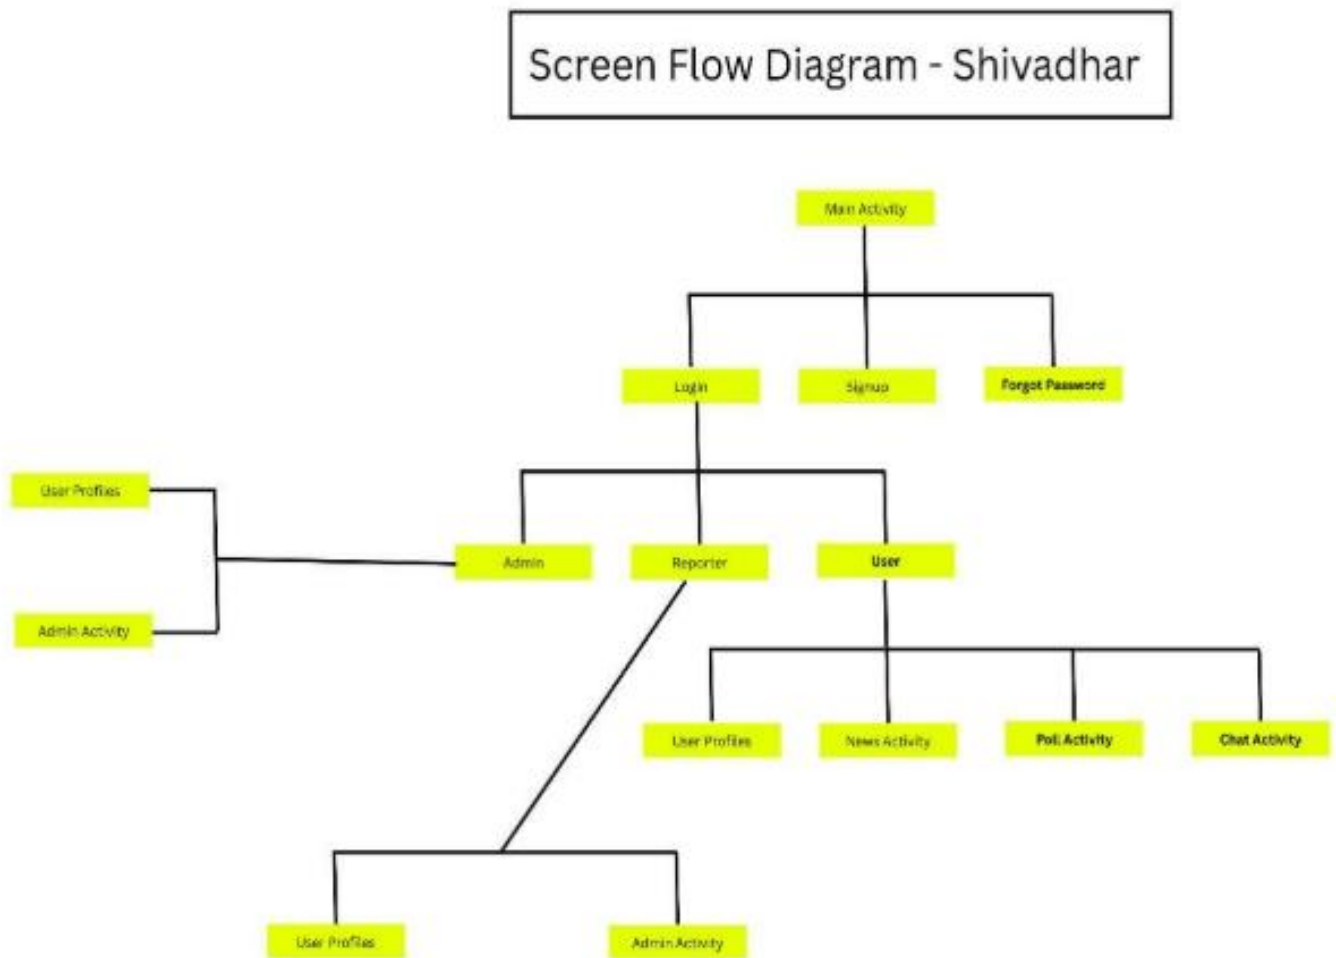 Screen Flow Diagram - Shivadhar
Main Activity
Login
Signup
Forgot Password
User Profiles
Admin
Reporter
User
Admin Activity
User Profiles
News Activity
Poll Activity
Chat Activity
User Profiles
Admin Activity